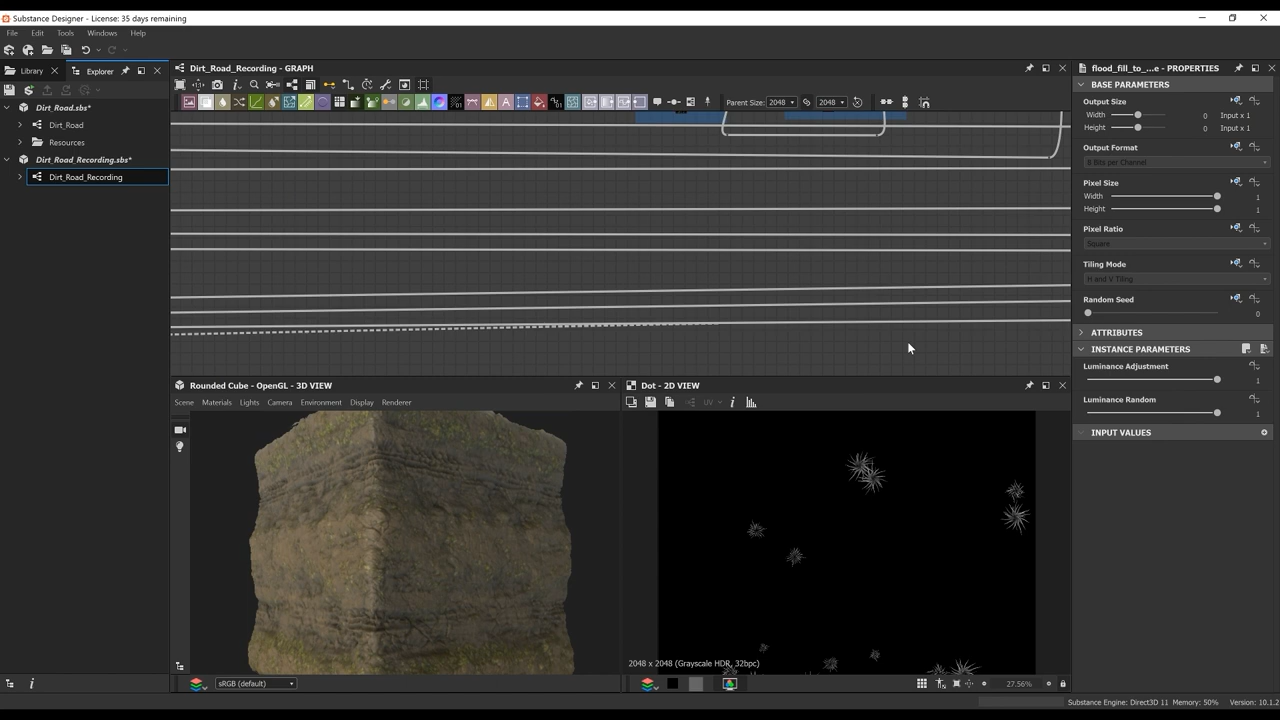 Substance Designer - License: 35 days remaining
File Edit Tools Windows Help
Library Explorer
Dirt_Road.sbs*
Dirt_Road
Resources
Dirt_Road_Recording.sbs*
Dirt_Road_Recording
Dirt_Road_Recording - GRAPH
Parent Size: 2048 2048
Rounded Cube - OpenGL - 3D VIEW
Scene Materials Lights Camera Environment Display Renderer
sRGB (default)
Dot - 2D VIEW
UV
2048 x 2048 (Grayscale HDR, 32bpc)
27.56%
flood_fill_to_...e - PROPERTIES
BASE PARAMETERS
Output Size
Width 0 Input x 1
Height 0 Input x 1
Output Format
8 Bits per Channel
Pixel Size
Width 1
Height 1
Pixel Ratio
Square
Tiling Mode
H and V Tiling
Random Seed
0
ATTRIBUTES
INSTANCE PARAMETERS
Luminance Adjustment
1
Luminance Random
1
INPUT VALUES
Substance Engine: Direct3D 11 Memory: 50% Version: 10.1.2